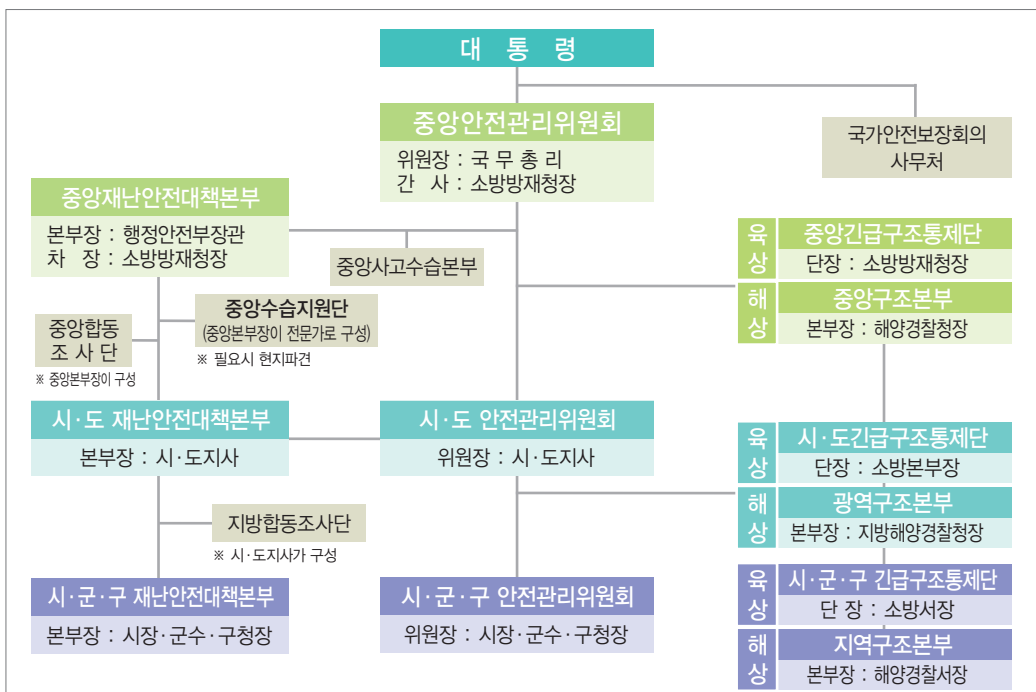 대 통 령
중앙안전관리위원회
위원장 : 국 무 총 리
간 사 : 소방방재청장
국가안전보장회의
사무처
중앙재난안전대책본부
본부장 : 행정안전부장관
차 장 : 소방방재청장
중앙사고수습본부
육상
중앙긴급구조통제단
단장 : 소방방재청장
해상
중앙구조본부
본부장 : 해양경찰청장
중앙수습지원단
(중앙본부장이 전문가로 구성)
※ 필요시 현지파견
중앙합동
조 사 단
※ 중앙본부장이 구성
시·도 재난안전대책본부
본부장 : 시·도지사
시·도 안전관리위원회
위원장 : 시·도지사
육상
시·도긴급구조통제단
단장 : 소방본부장
해상
광역구조본부
본부장 : 지방해양경찰청장
지방합동조사단
※ 시·도지사가 구성
시·군·구 재난안전대책본부
본부장 : 시장·군수·구청장
시·군·구 안전관리위원회
위원장 : 시장·군수·구청장
육상
시·군·구 긴급구조통제단
단 장 : 소방서장
해상
지역구조본부
본부장 : 해양경찰서장